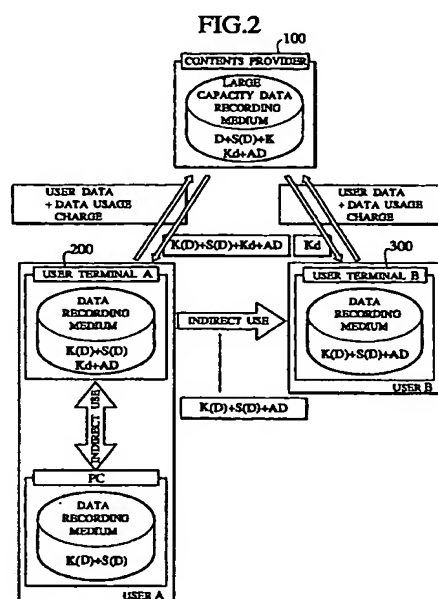 FIG.2
100
CONTENTS PROVIDER
LARGE
CAPACITY DATA
RECORDING
MEDIUM
D+S(D)+K
Kd+AD
USER DATA
+ DATA USAGE
CHARGE
USER DATA
+ DATA USAGE
CHARGE
K(D)+S(D)+Kd+AD
Kd
200
300
USER TERMINAL A
DATA
RECORDING
MEDIUM
K(D)+S(D)
Kd+AD
INDIRECT USE
USER TERMINAL B
DATA
RECORDING
MEDIUM
K(D)+S(D)+AD
USER B
K(D)+S(D)+AD
INDIRECT USE
PC
DATA
RECORDING
MEDIUM
K(D)+S(D)
USER A